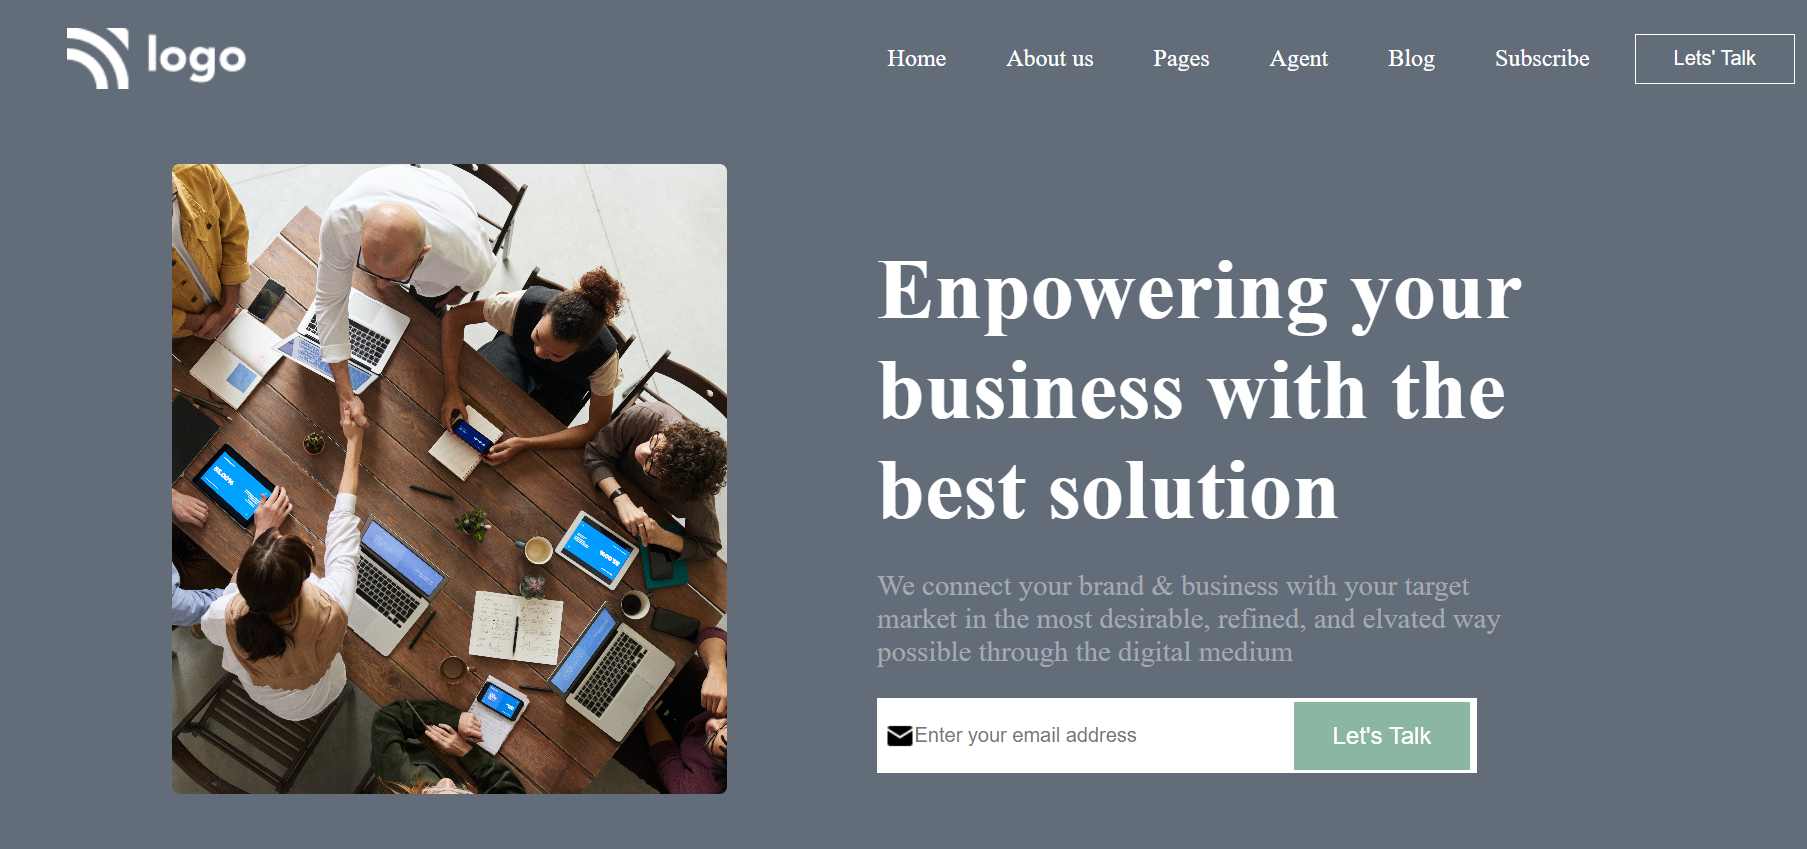 logo
Home About us Pages Agent Blog Subscribe Lets' Talk
Enpowering your
business with the
best solution
We connect your brand & business with your target
market in the most desirable, refined, and elvated way
possible through the digital medium
Enter your email address Let's Talk